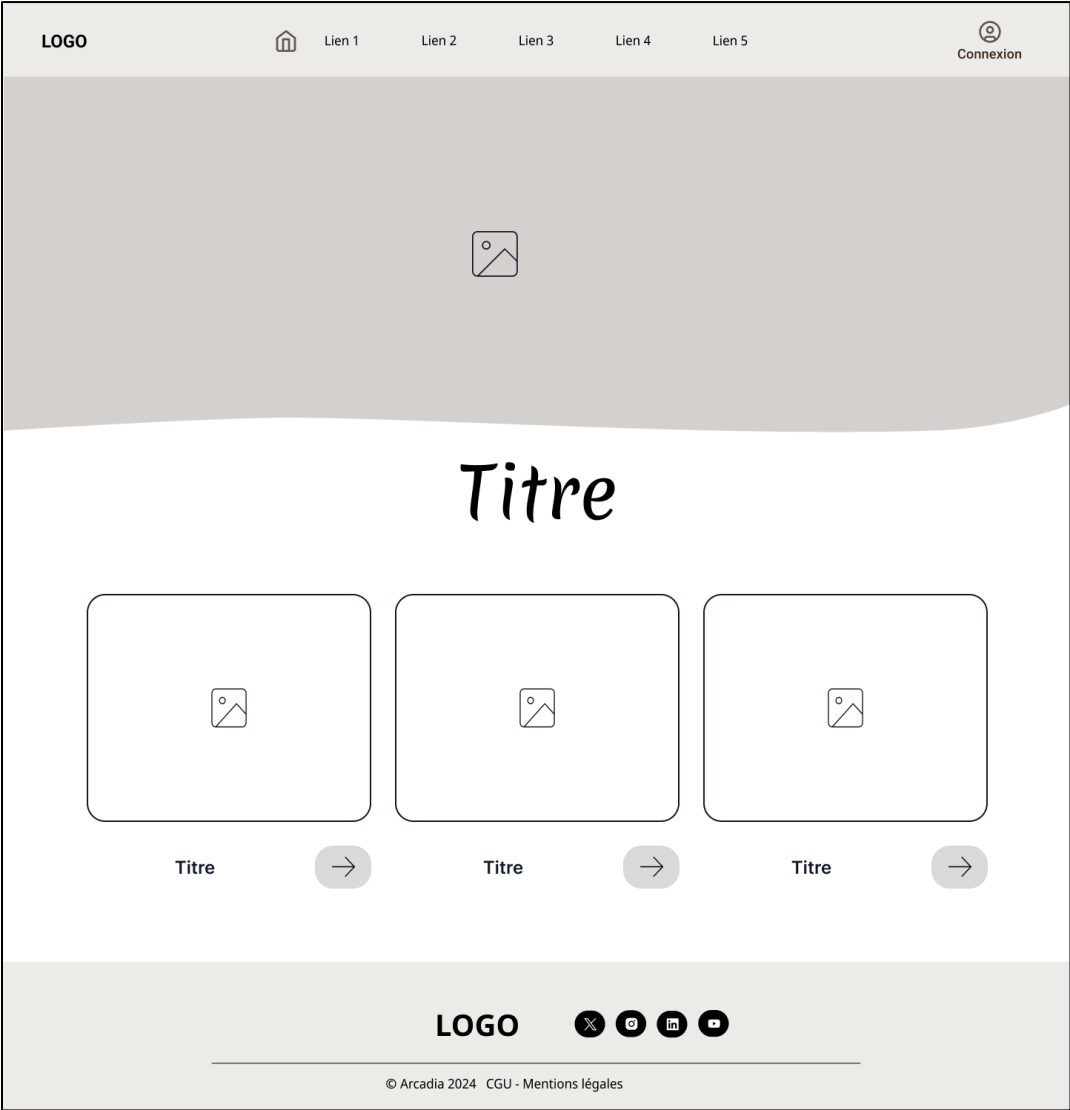 LOGO Lien 1 Lien 2 Lien 3 Lien 4 Lien 5 Connexion
Titre
Titre Titre Titre
LOGO
© Arcadia 2024 CGU - Mentions légales